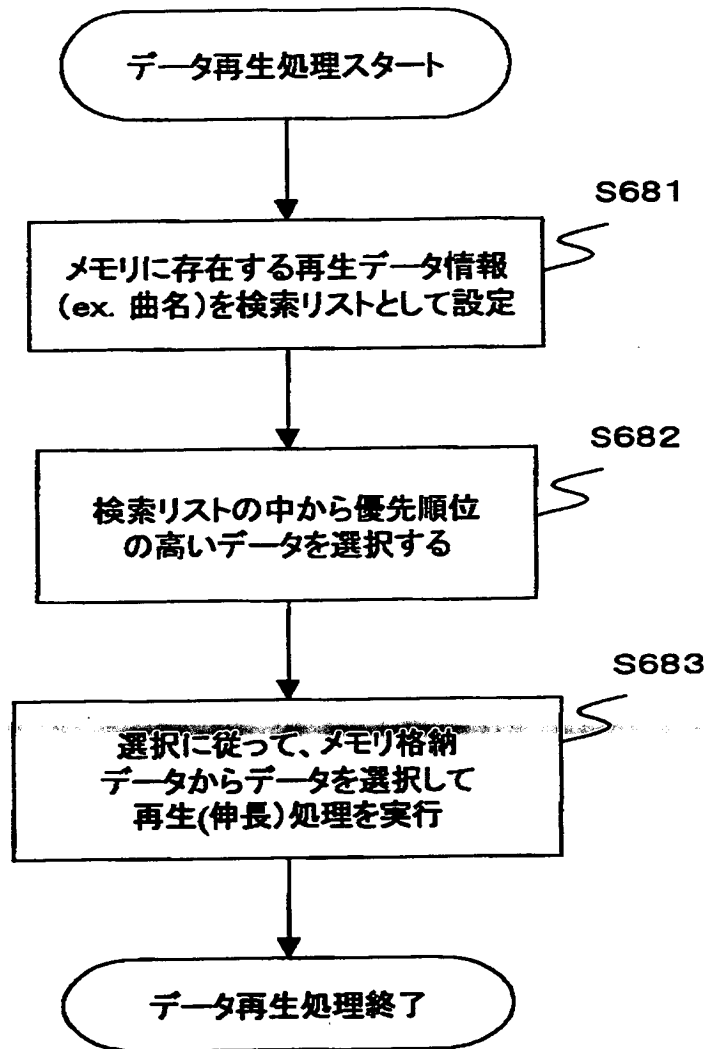 データ再生処理スタート
S681
メモリに存在する再生データ情報
(ex. 曲名)を検索リストとして設定
S682
検索リストの中から優先順位
の高いデータを選択する
S683
選択に従って、メモリ格納
データからデータを選択して
再生(伸長)処理を実行
データ再生処理終了